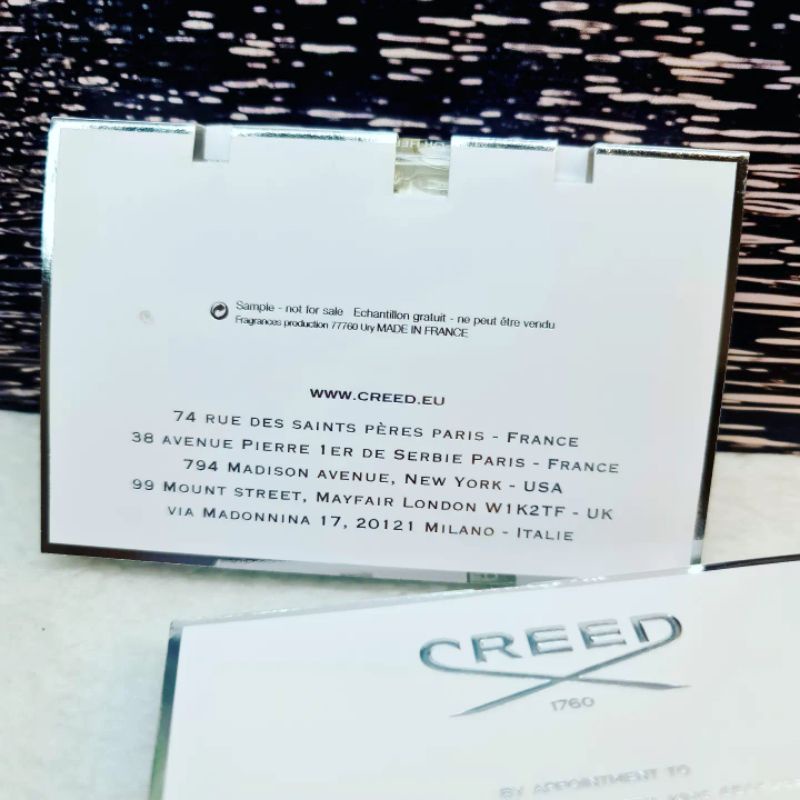 Sample - not for sale Echantillon gratuit - ne peut être vendu
Fragrances production 77760 Ury MADE IN FRANCE
WWW.CREED.EU
74 RUE DES SAINTS PÈRES PARIS - FRANCE
38 AVENUE PIERRE 1ER DE SERBIE PARIS - FRANCE
794 MADISON AVENUE, NEW YORK - USA
99 MOUNT STREET, MAYFAIR LONDON W1K2TF - UK
VIA MADONNINA 17, 20121 MILANO - ITALIE
CREED
1760
BY APPOINTMENT TO